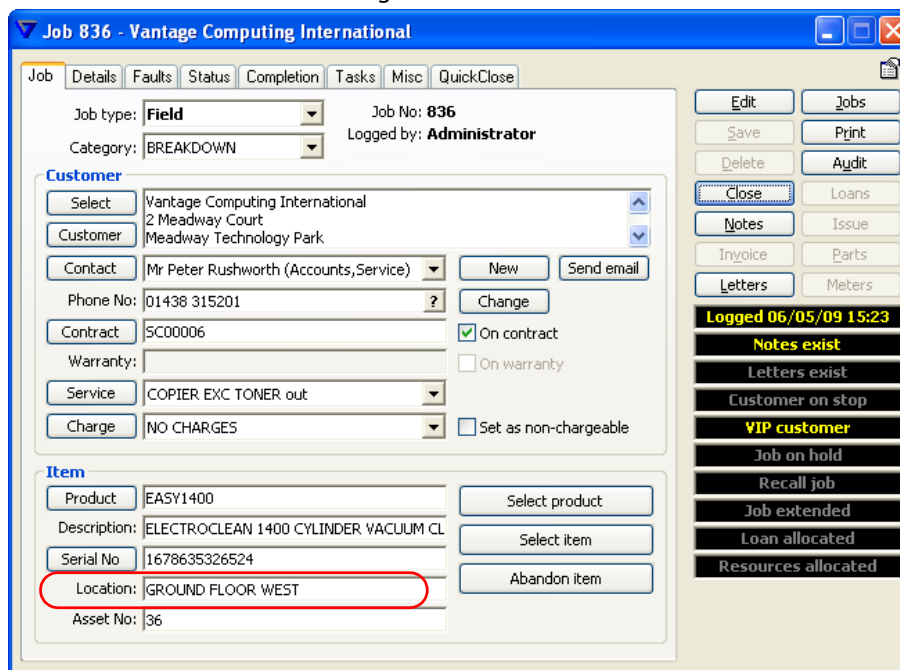 Job 836 - Vantage Computing International
Job Details Faults Status Completion Tasks Misc QuickClose
Job type: Field Job No: 836
Logged by: Administrator
Category: BREAKDOWN
Customer
Select Vantage Computing International
2 Meadway Court
Customer Meadway Technology Park
Contact Mr Peter Rushworth (Accounts,Service) New Send email
Phone No: 01438 315201 ? Change
Contract SC00006 On contract
Warranty: On warranty
Service COPIER EXC TONER out
Charge NO CHARGES Set as non-chargeable
Item
Product EASY1400 Select product
Description: ELECTROCLEAN 1400 CYLINDER VACUUM CL
Select item
Serial No 1678635326524
Abandon item
Location: GROUND FLOOR WEST
Asset No: 36
Edit Jobs
Save Print
Delete Audit
Close Loans
Notes Issue
Invoice Parts
Letters Meters
Logged 06/05/09 15:23
Notes exist
Letters exist
Customer on stop
VIP customer
Job on hold
Recall job
Job extended
Loan allocated
Resources allocated